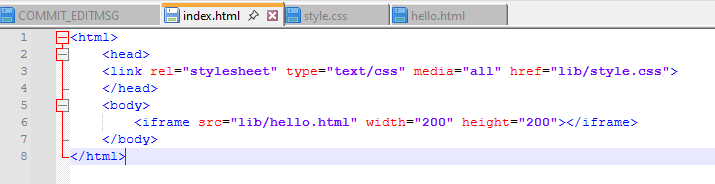 COMMIT_EDITMSG index.html style.css hello.html
1 <html>
2 <head>
3 <link rel="stylesheet" type="text/css" media="all" href="lib/style.css">
4 </head>
5 <body>
6 <iframe src="lib/hello.html" width="200" height="200"></iframe>
7 </body>
8 </html>